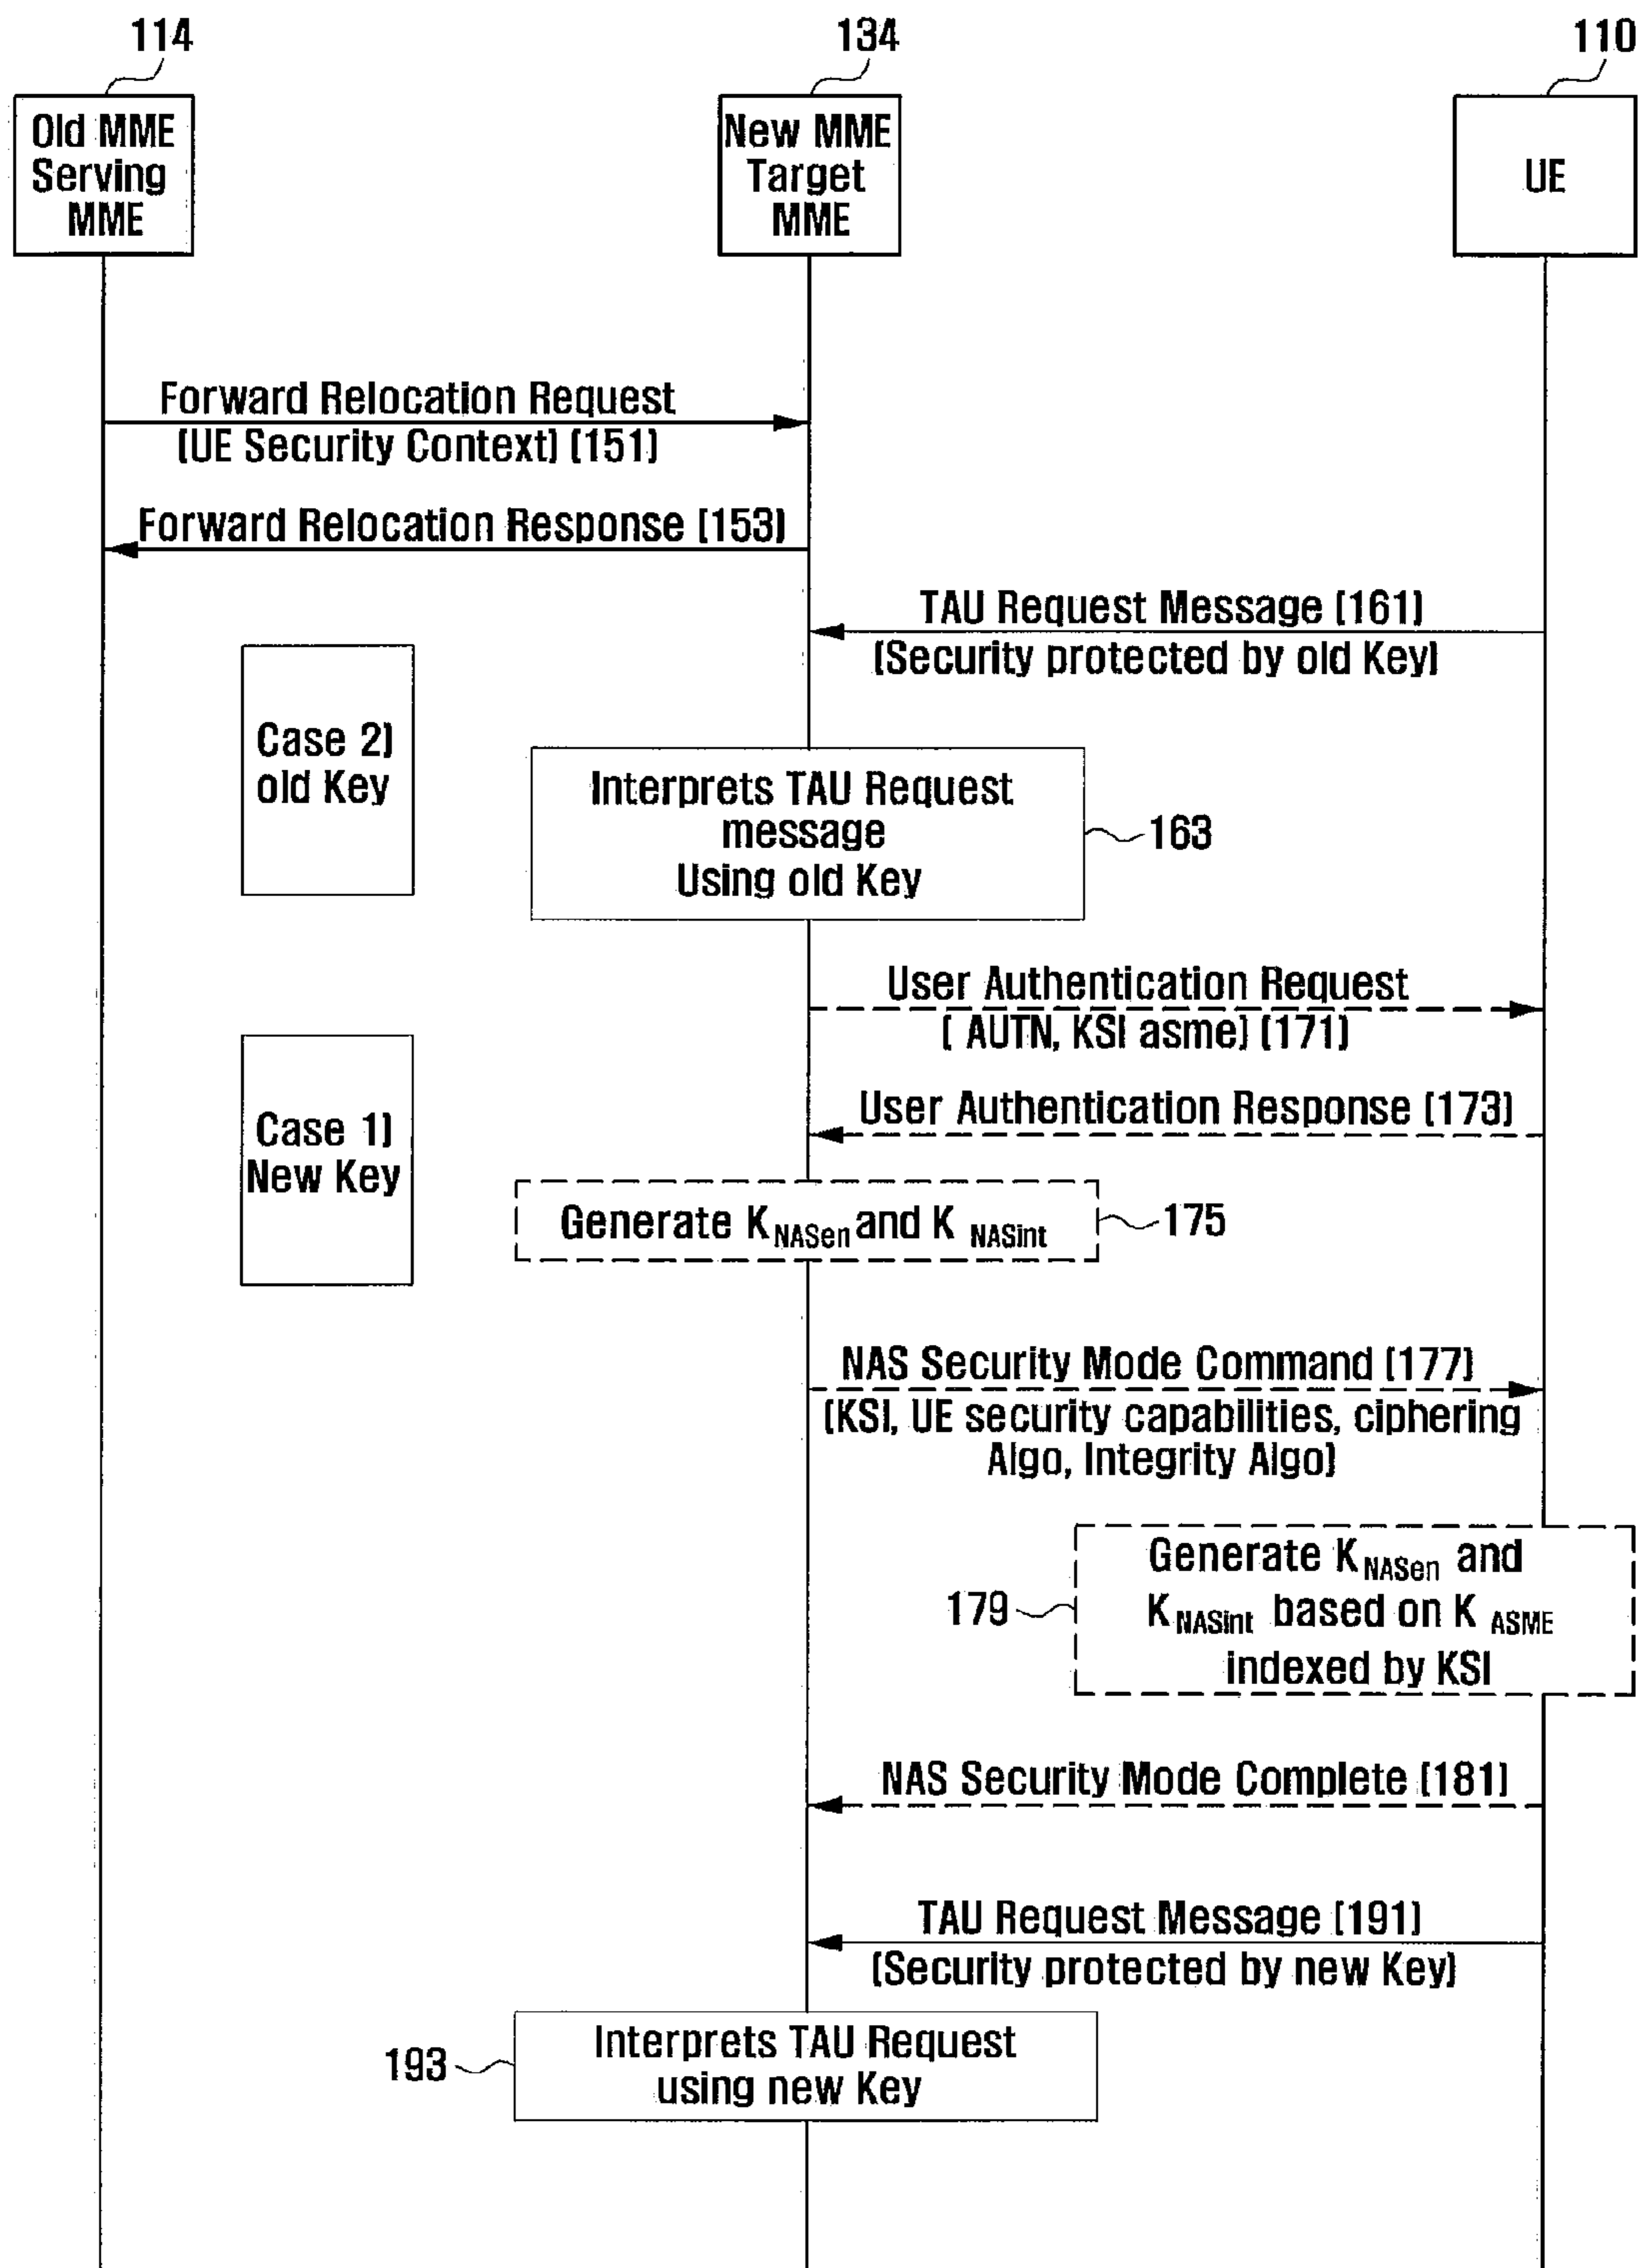 114
134
110
Old MME
Serving
MME
New MME
Target
MME
UE
Forward Relocation Request
(UE Security Context) (151)
Forward Relocation Response (153)
TAU Request Message (161)
(Security protected by old Key)
Case 2)
old Key
Interprets TAU Request
message
Using old Key
163
User Authentication Request
( AUTN, KSI asme) (171)
User Authentication Response (173)
Case 1)
New Key
Generate K NASen and K NASint
175
NAS Security Mode Command (177)
(KSI, UE security capabilities, ciphering
Algo, Integrity Algo)
Generate K NASen and
K NASint based on K ASME
indexed by KSI
179
NAS Security Mode Complete (181)
TAU Request Message (191)
(Security protected by new Key)
Interprets TAU Request
using new Key
193